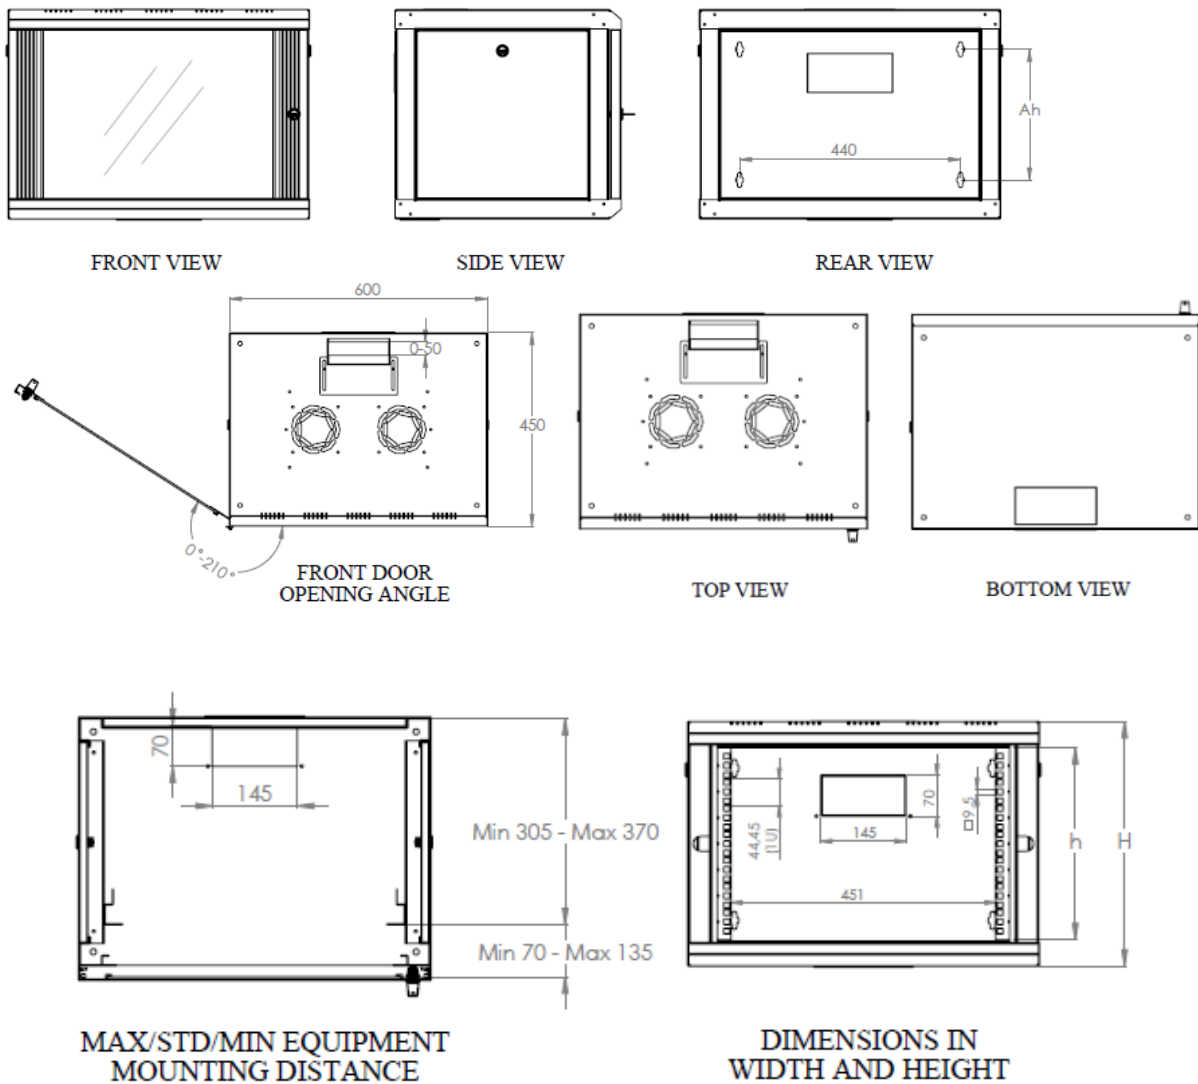 Ah
440
FRONT VIEW
SIDE VIEW
REAR VIEW
600
0-50
450
0°-210°
FRONT DOOR
OPENING ANGLE
TOP VIEW
BOTTOM VIEW
70
145
Min 305 - Max 370
Min 70 - Max 135
44,45
(1U)
70
145
□9,5
451
h
H
MAX/STD/MIN EQUIPMENT
MOUNTING DISTANCE
DIMENSIONS IN
WIDTH AND HEIGHT